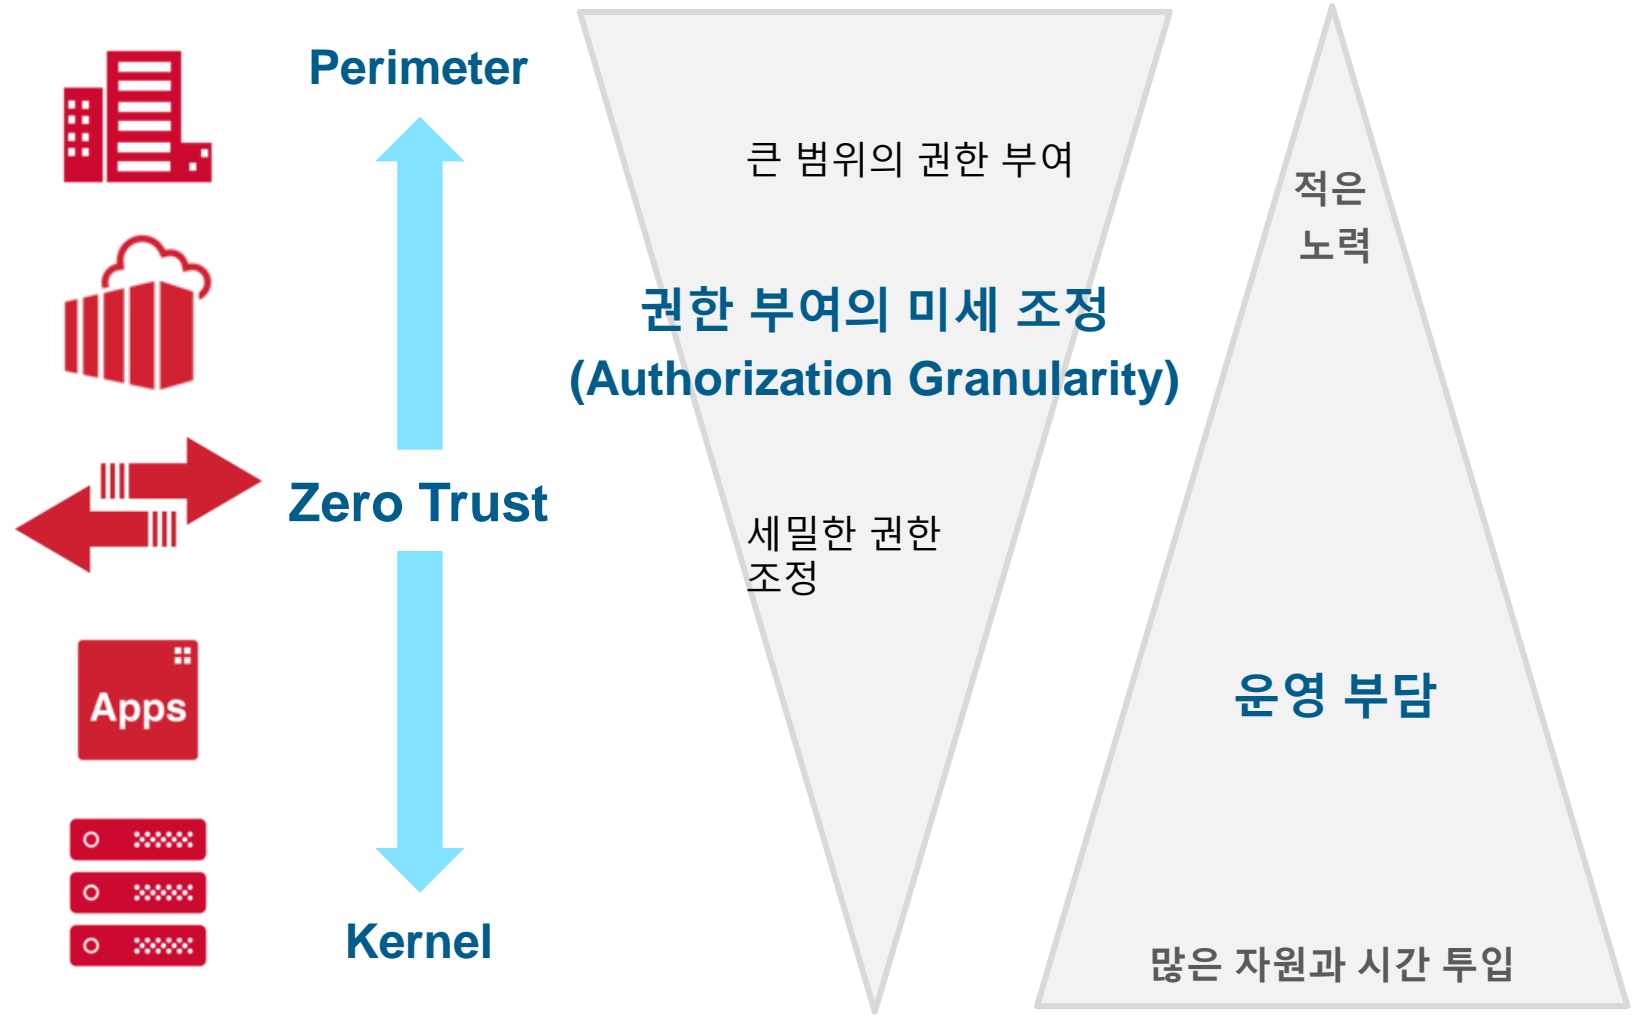 Perimeter
Zero Trust
Kernel
Apps
큰 범위의 권한 부여
권한 부여의 미세 조정
(Authorization Granularity)
세밀한 권한
조정
적은
노력
운영 부담
많은 자원과 시간 투입